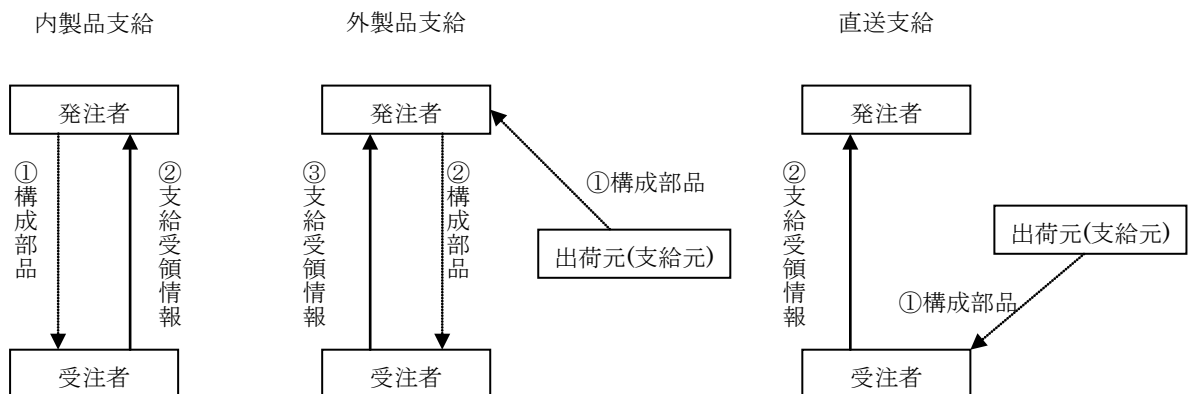 内製品支給
発注者
①構成部品
②支給受領情報
受注者
外製品支給
発注者
③支給受領情報
②構成部品
①構成部品
出荷元(支給元)
受注者
直送支給
発注者
②支給受領情報
出荷元(支給元)
①構成部品
受注者